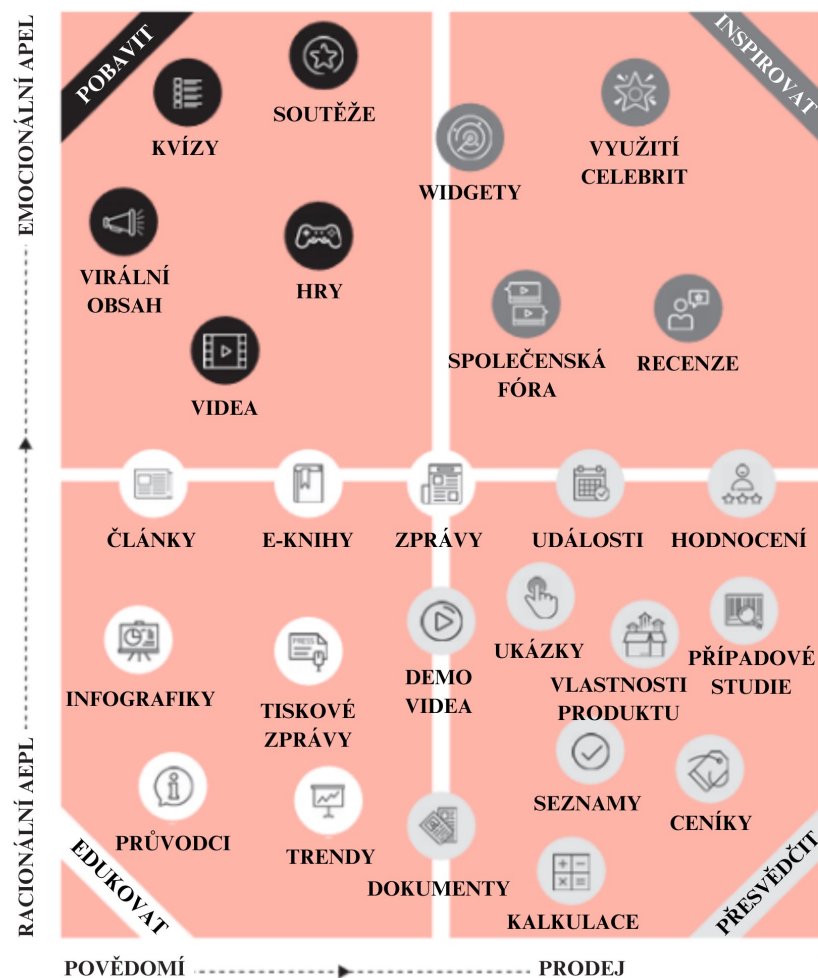 EMOCIONÁLNÍ APEL
RACIONÁLNÍ AEPL
POBAVIT
INSPIROVAT
SOUTĚŽE
KVÍZY
VYUŽITÍ
CELEBRIT
WIDGETY
VIRÁLNÍ
OBSAH
HRY
VIDEA
SPOLEČENSKÁ
FÓRA
RECENZE
ČLÁNKY
E-KNIHY
ZPRÁVY
UDÁLOSTI
HODNOCENÍ
INFOGRAFIKY
PRESS
TISKOVÉ
ZPRÁVY
DEMO
VIDEA
UKÁZKY
VLASTNOSTI
PRODUKTU
PŘÍPADOVÉ
STUDIE
PRŮVODCI
TRENDY
DOKUMENTY
SEZNAMY
CENÍKY
KALKULACE
EDUKOVAT
PŘESVĚDČIT
POVĚDOMÍ
PRODEJ